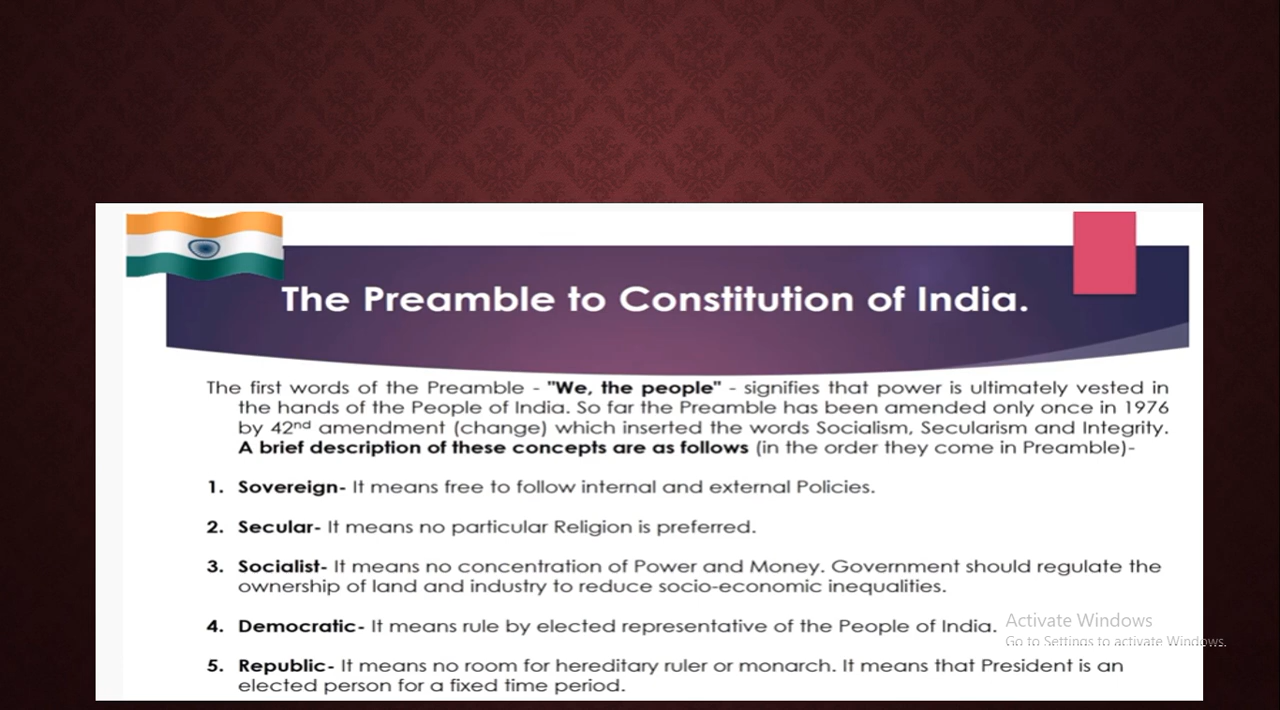 The Preamble to Constitution of India.
The first words of the Preamble - "We, the people" - signifies that power is ultimately vested in
the hands of the People of India. So far the Preamble has been amended only once in 1976
by 42nd amendment (change) which inserted the words Socialism, Secularism and Integrity.
A brief description of these concepts are as follows (in the order they come in Preamble)-
1. Sovereign- It means free to follow internal and external Policies.
2. Secular- It means no particular Religion is preferred.
3. Socialist- It means no concentration of Power and Money. Government should regulate the
ownership of land and industry to reduce socio-economic inequalities.
4. Democratic- It means rule by elected representative of the People of India.
Activate Windows
Go to Settings to activate Windows.
5. Republic- It means no room for hereditary ruler or monarch. It means that President is an
elected person for a fixed time period.